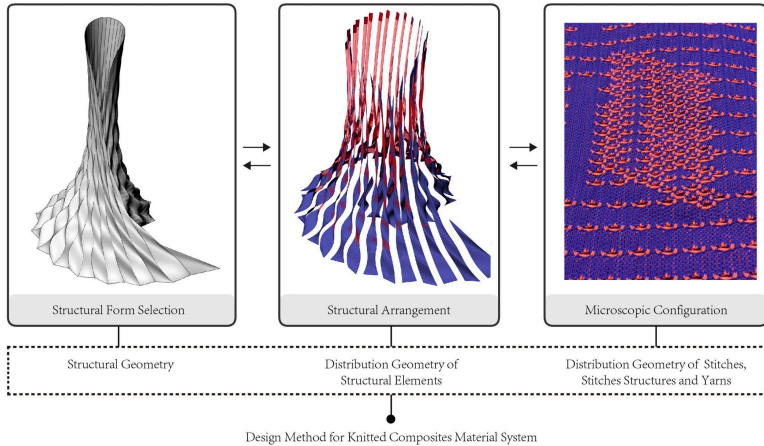 Structural Form Selection
Structural Arrangement
Microscopic Configuration
Structural Geometry
Distribution Geometry of
Structural Elements
Distribution Geometry of Stitches,
Stitches Structures and Yarns
Design Method for Knitted Composites Material System